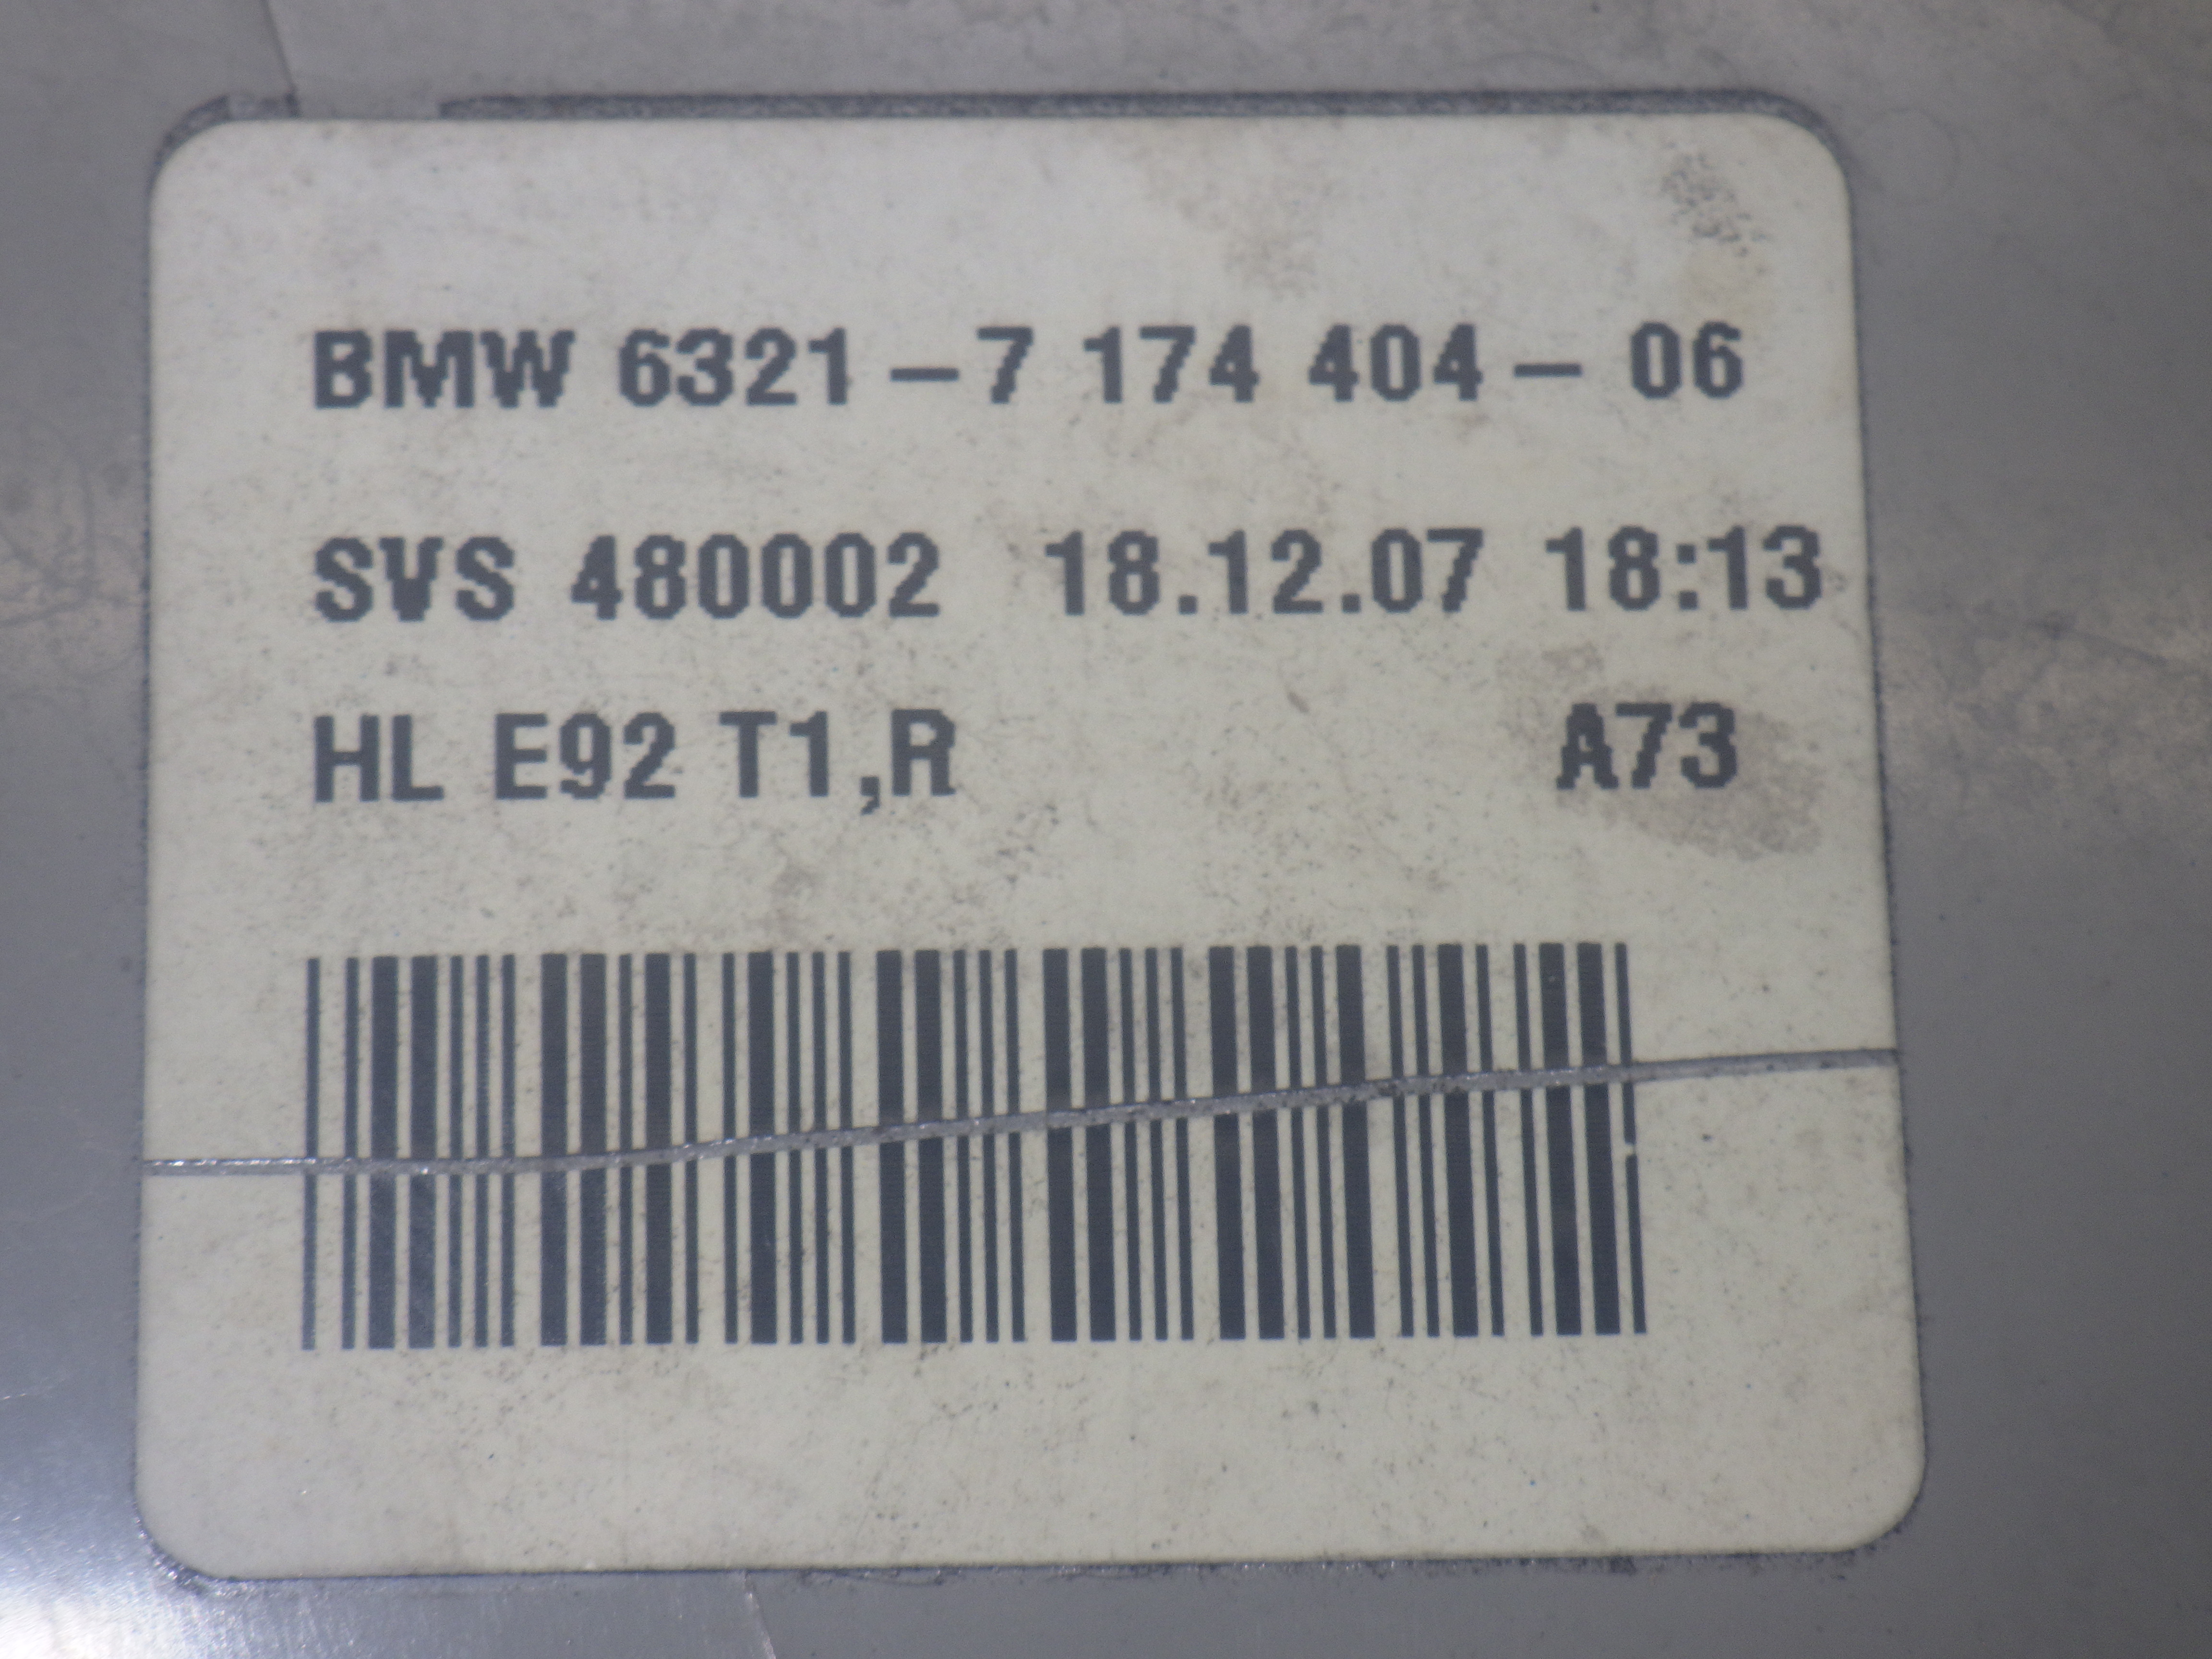 BMW 6321-7 174 404- 06
SVS 480002 18.12.07 18:13
HL E92 T1,R A73